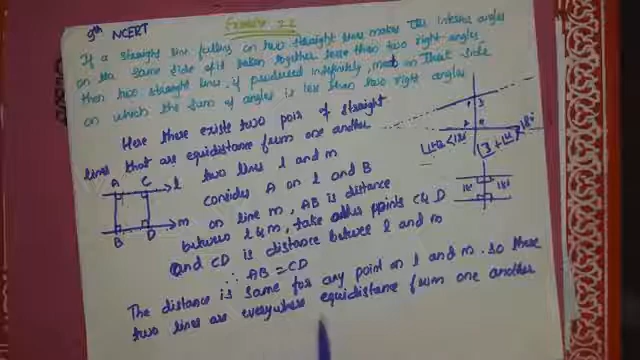 9th NCERT
Exercise 2.2
If a straight line falling on two straight lines makes the interior angles
on the same side of it taken together less than two right angles
then two straight lines, if produced indefinitely, meet on that side
on which the sum of angles is less than two right angles
Here there exists two pair of straight
lines that are equidistance from one another
two lines l and m
consider A on l and B
on line m, AB is distance
between l & m, take other points C & D
and CD is distance betwee l and m
∴ AB = CD
The distance is same for any point on l and m. so these
two lines are everywhere equidistance from one another
A C l
B D m